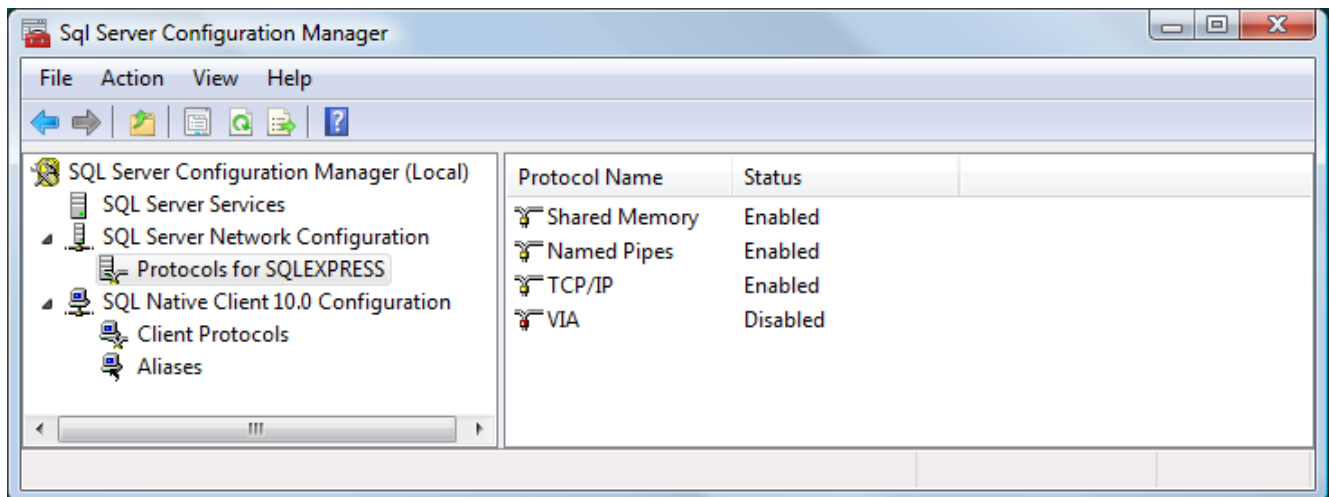 Sql Server Configuration Manager
File Action View Help
SQL Server Configuration Manager (Local)
SQL Server Services
SQL Server Network Configuration
Protocols for SQLEXPRESS
SQL Native Client 10.0 Configuration
Client Protocols
Aliases
Protocol Name Status
Shared Memory Enabled
Named Pipes Enabled
TCP/IP Enabled
VIA Disabled